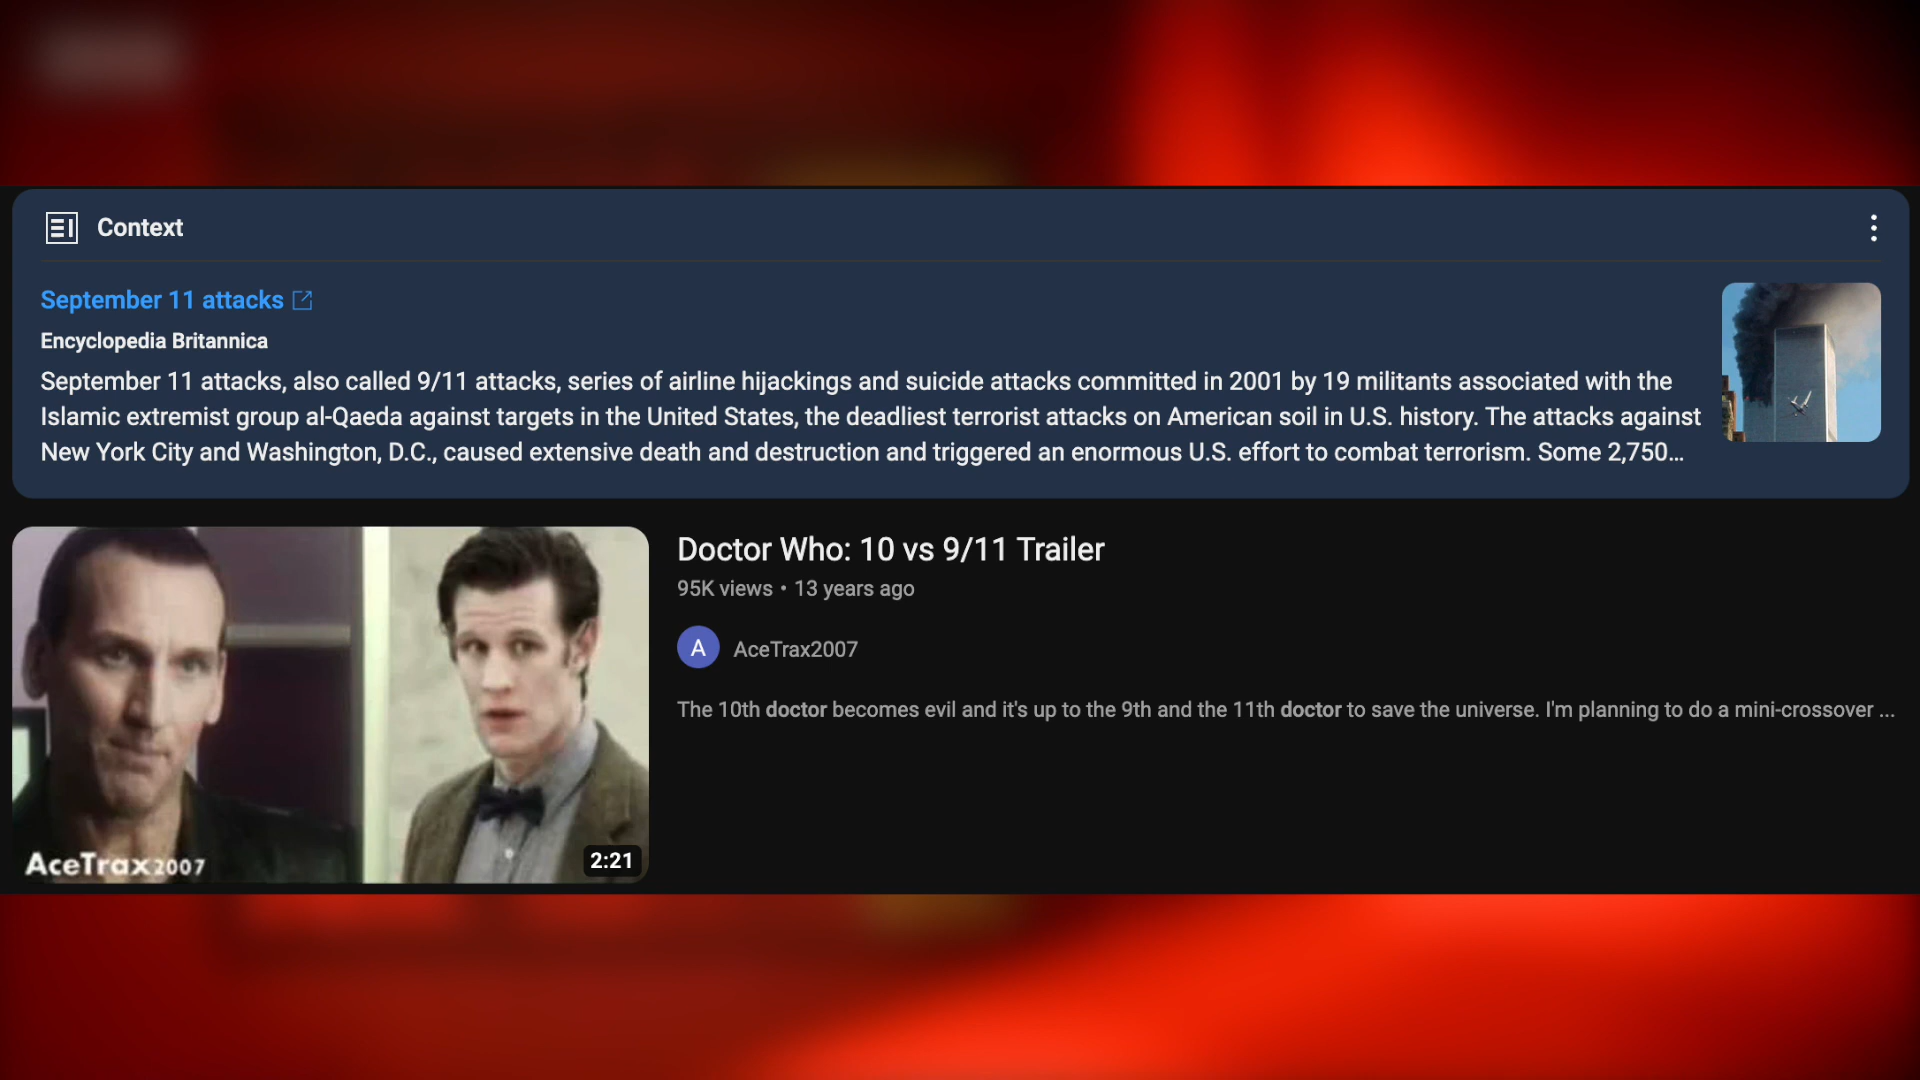 Context
September 11 attacks
Encyclopedia Britannica
September 11 attacks, also called 9/11 attacks, series of airline hijackings and suicide attacks committed in 2001 by 19 militants associated with the
Islamic extremist group al-Qaeda against targets in the United States, the deadliest terrorist attacks on American soil in U.S. history. The attacks against
New York City and Washington, D.C., caused extensive death and destruction and triggered an enormous U.S. effort to combat terrorism. Some 2,750...
AceTrax2007
2:21
Doctor Who: 10 vs 9/11 Trailer
95K views • 13 years ago
A
AceTrax2007
The 10th doctor becomes evil and it's up to the 9th and the 11th doctor to save the universe. I'm planning to do a mini-crossover ...